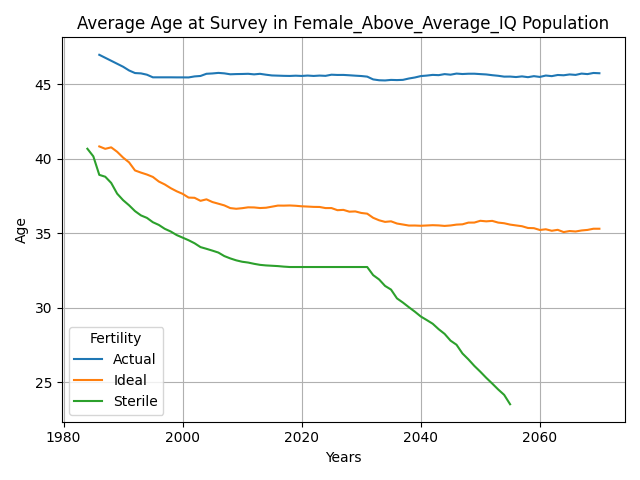 Average Age at Survey in Female_Above_Average_IQ Population
Age
45
40
35
30
25
Fertility
Actual
Ideal
Sterile
1980
2000
2020
2040
2060
Years